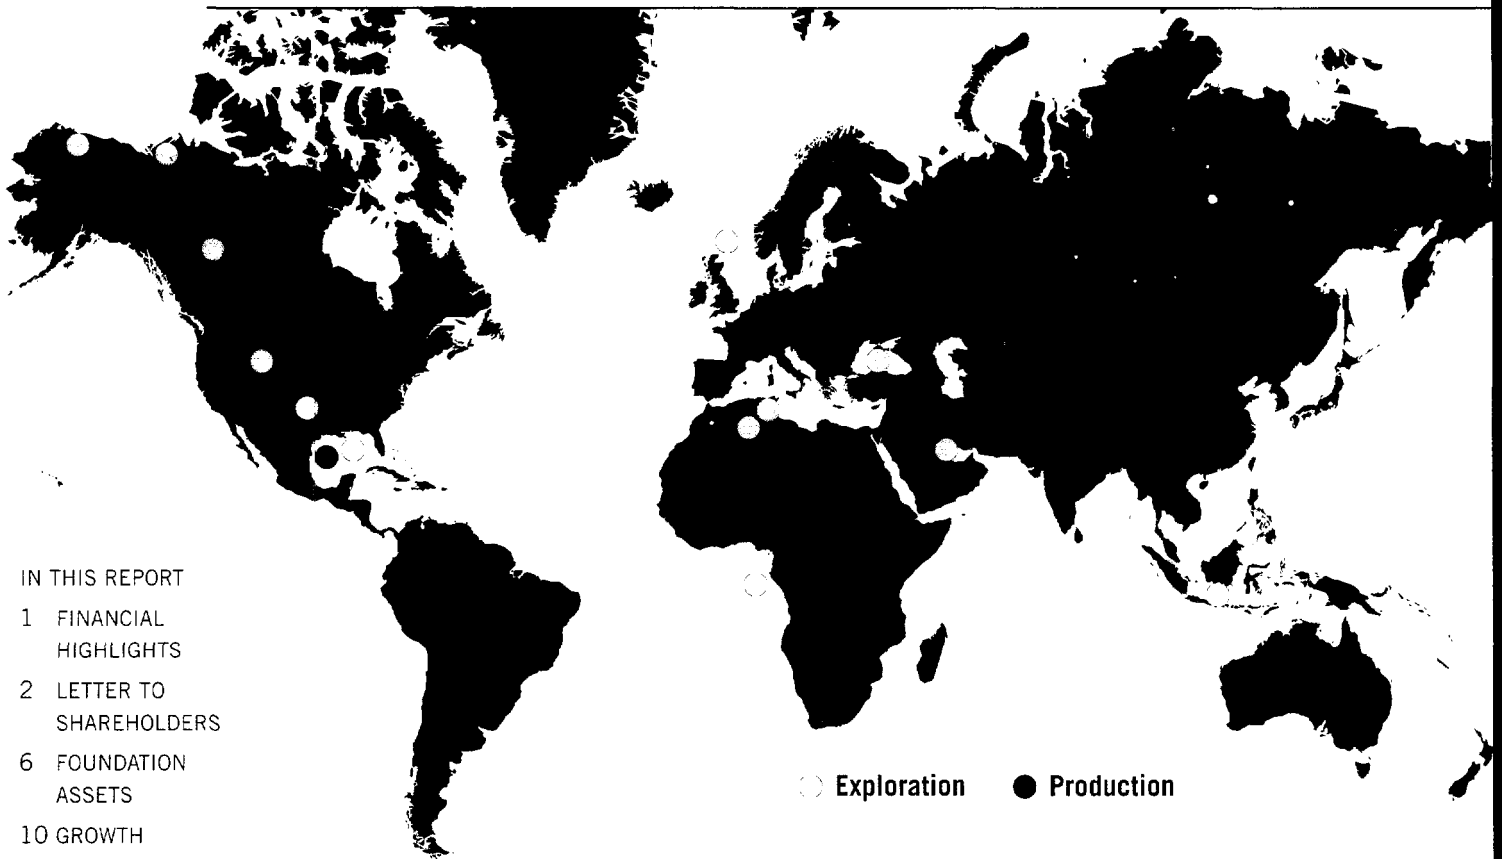 IN THIS REPORT
1 FINANCIAL
HIGHLIGHTS
2 LETTER TO
SHAREHOLDERS
6 FOUNDATION
ASSETS
10 GROWTH
Exploration
Production